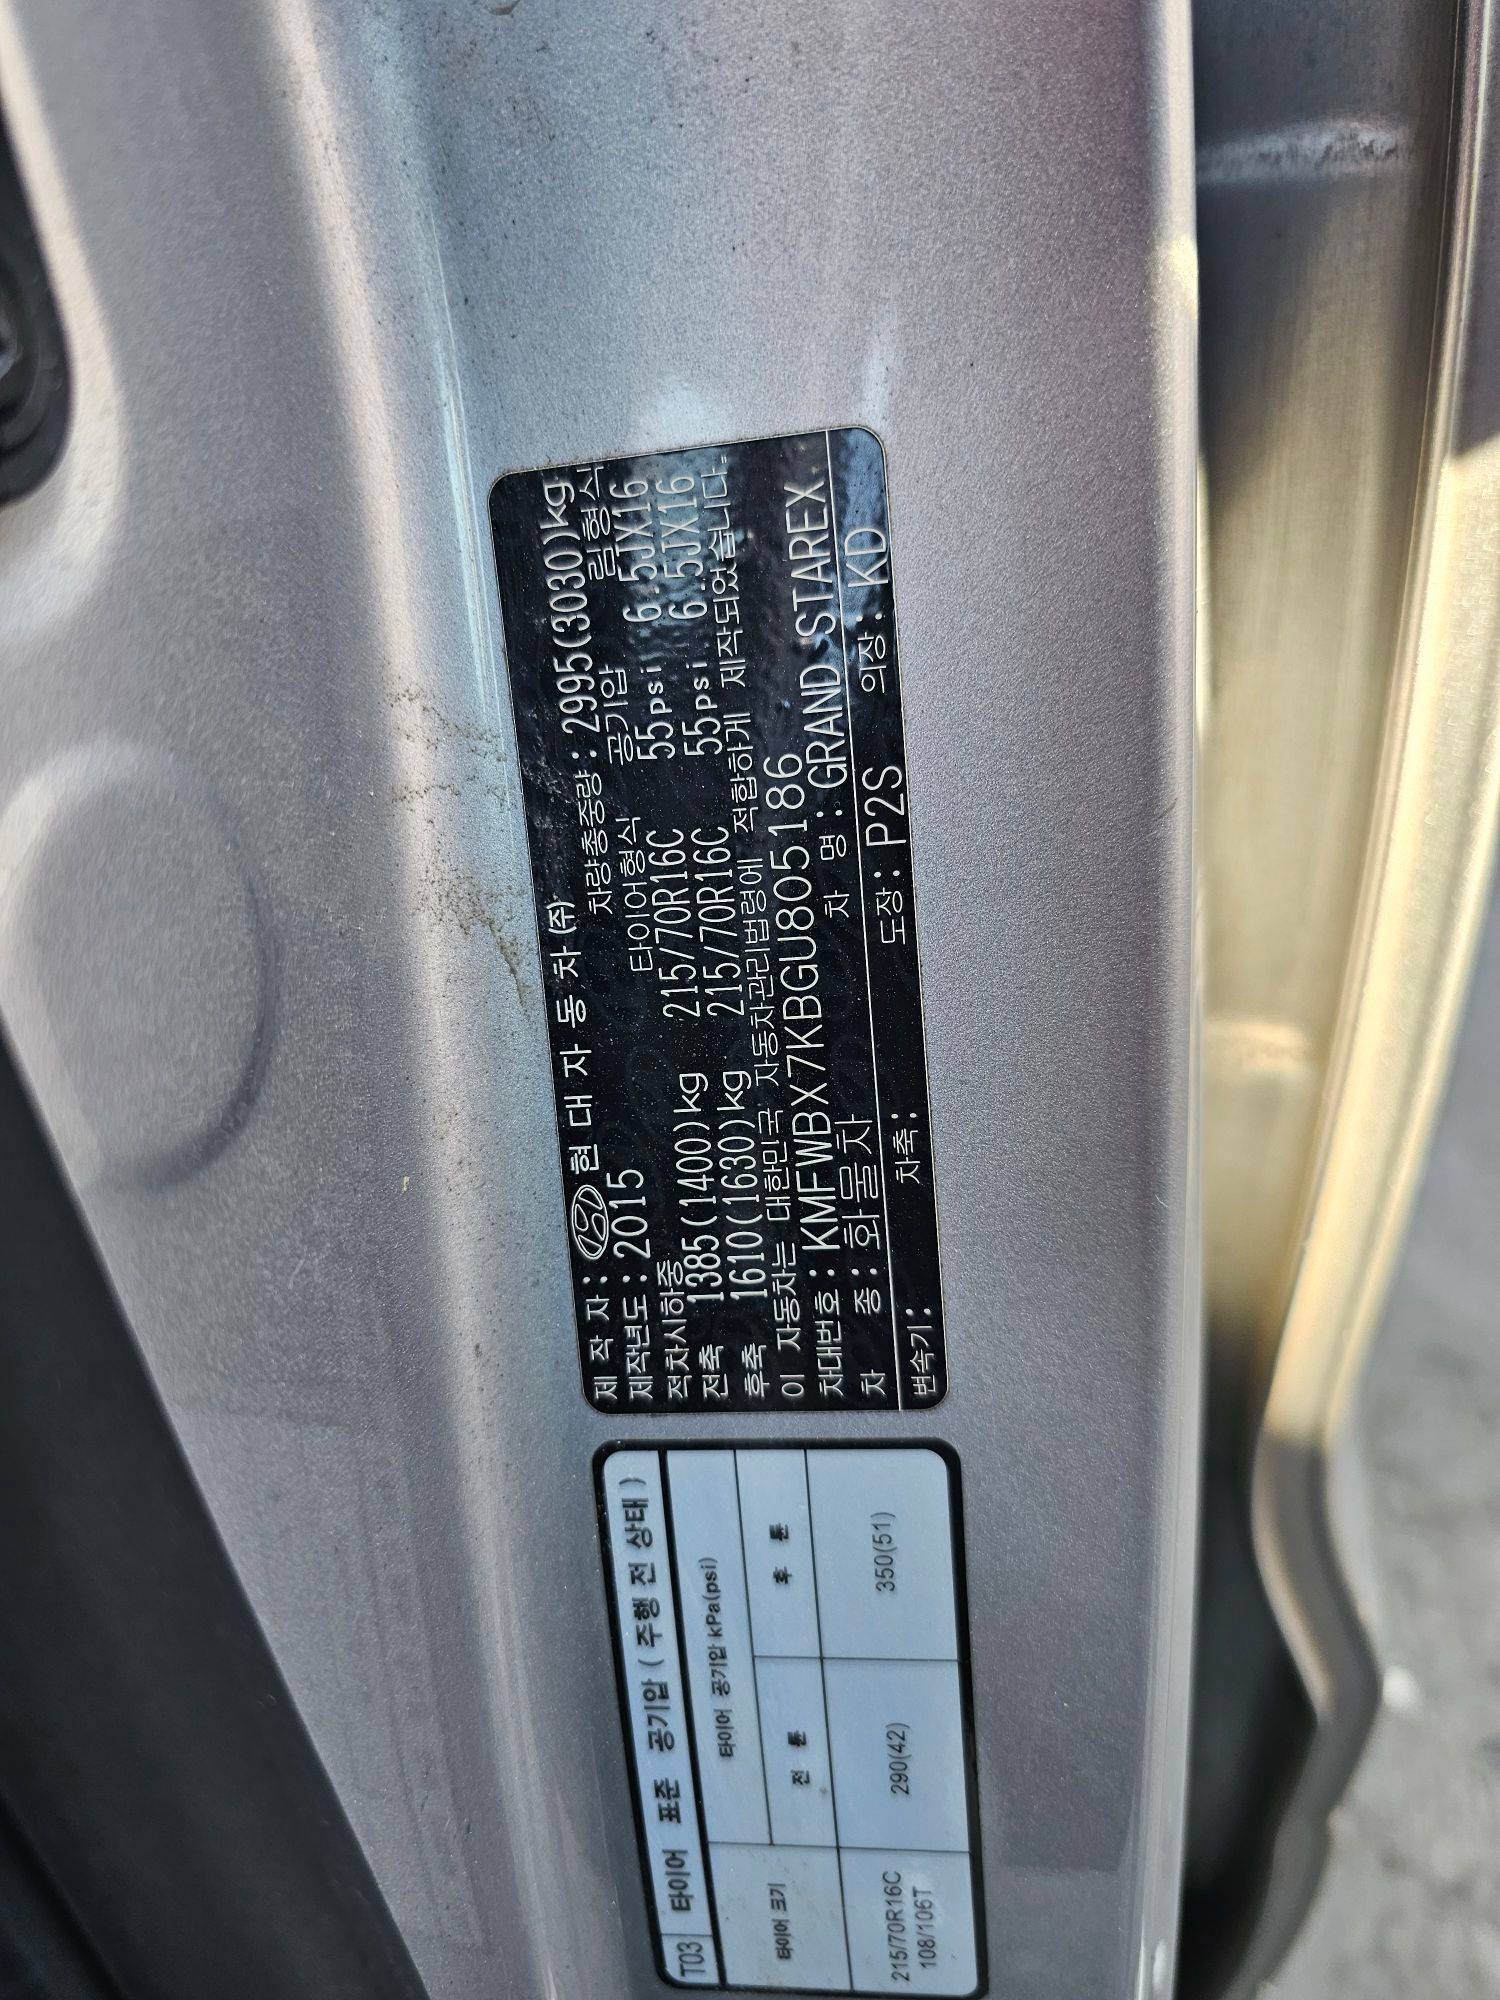 제 작 자 : HYUNDAI 현 대 자 동 차 (주)
제작년도 : 2015 차량총중량 : 2995(3030)kg
적차시하중 타이어형식 공기압 림형식
전축 1385(1400)kg 215/70R16C 55psi 6.5JX16
후축 1610(1630)kg 215/70R16C 55psi 6.5JX16
이 자동차는 대한민국 자동차관리법령에 적합하게 제작되었습니다.
차대번호 : KMFWBX7KBGU805186
차 종 : 화물차 차 명 : GRAND STAREX
변속기 : 차축 : 도장 : P2S 의장 : KD
T03 타이어 표준 공기압 ( 주행 전 상태 )
타이어 크기 타이어 공기압 kPa(psi)
전 륜 후 륜
215/70R16C 290(42) 350(51)
108/106T